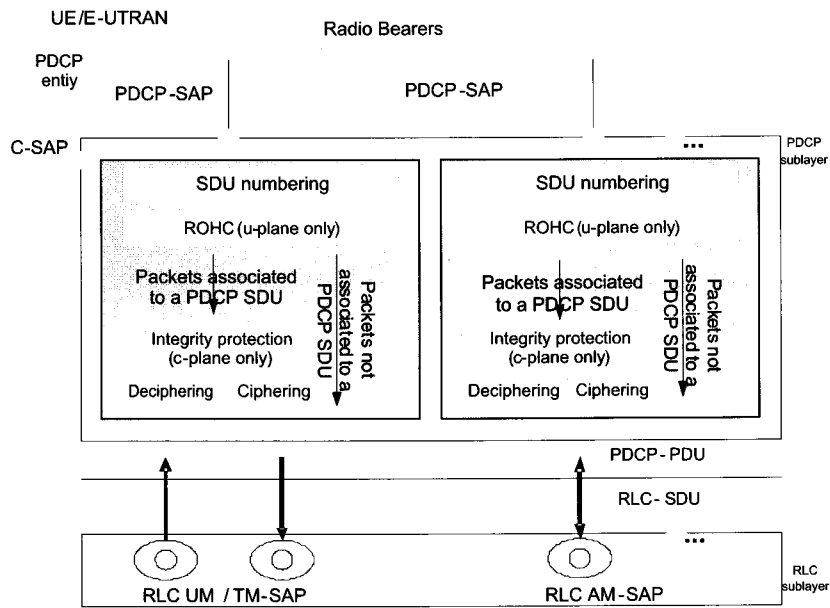 UE/E-UTRAN
Radio Bearers
PDCP
entiy
PDCP-SAP
PDCP-SAP
C-SAP
...
PDCP
sublayer
SDU numbering
ROHC (u-plane only)
Packets associated
to a PDCP SDU
Packets not
associated to a
PDCP SDU
Integrity protection
(c-plane only)
Deciphering
Ciphering
SDU numbering
ROHC (u-plane only)
Packets associated
to a PDCP SDU
Packets not
associated to a
PDCP SDU
Integrity protection
(c-plane only)
Deciphering
Ciphering
PDCP-PDU
RLC-SDU
...
RLC UM / TM-SAP
RLC AM-SAP
RLC
sublayer